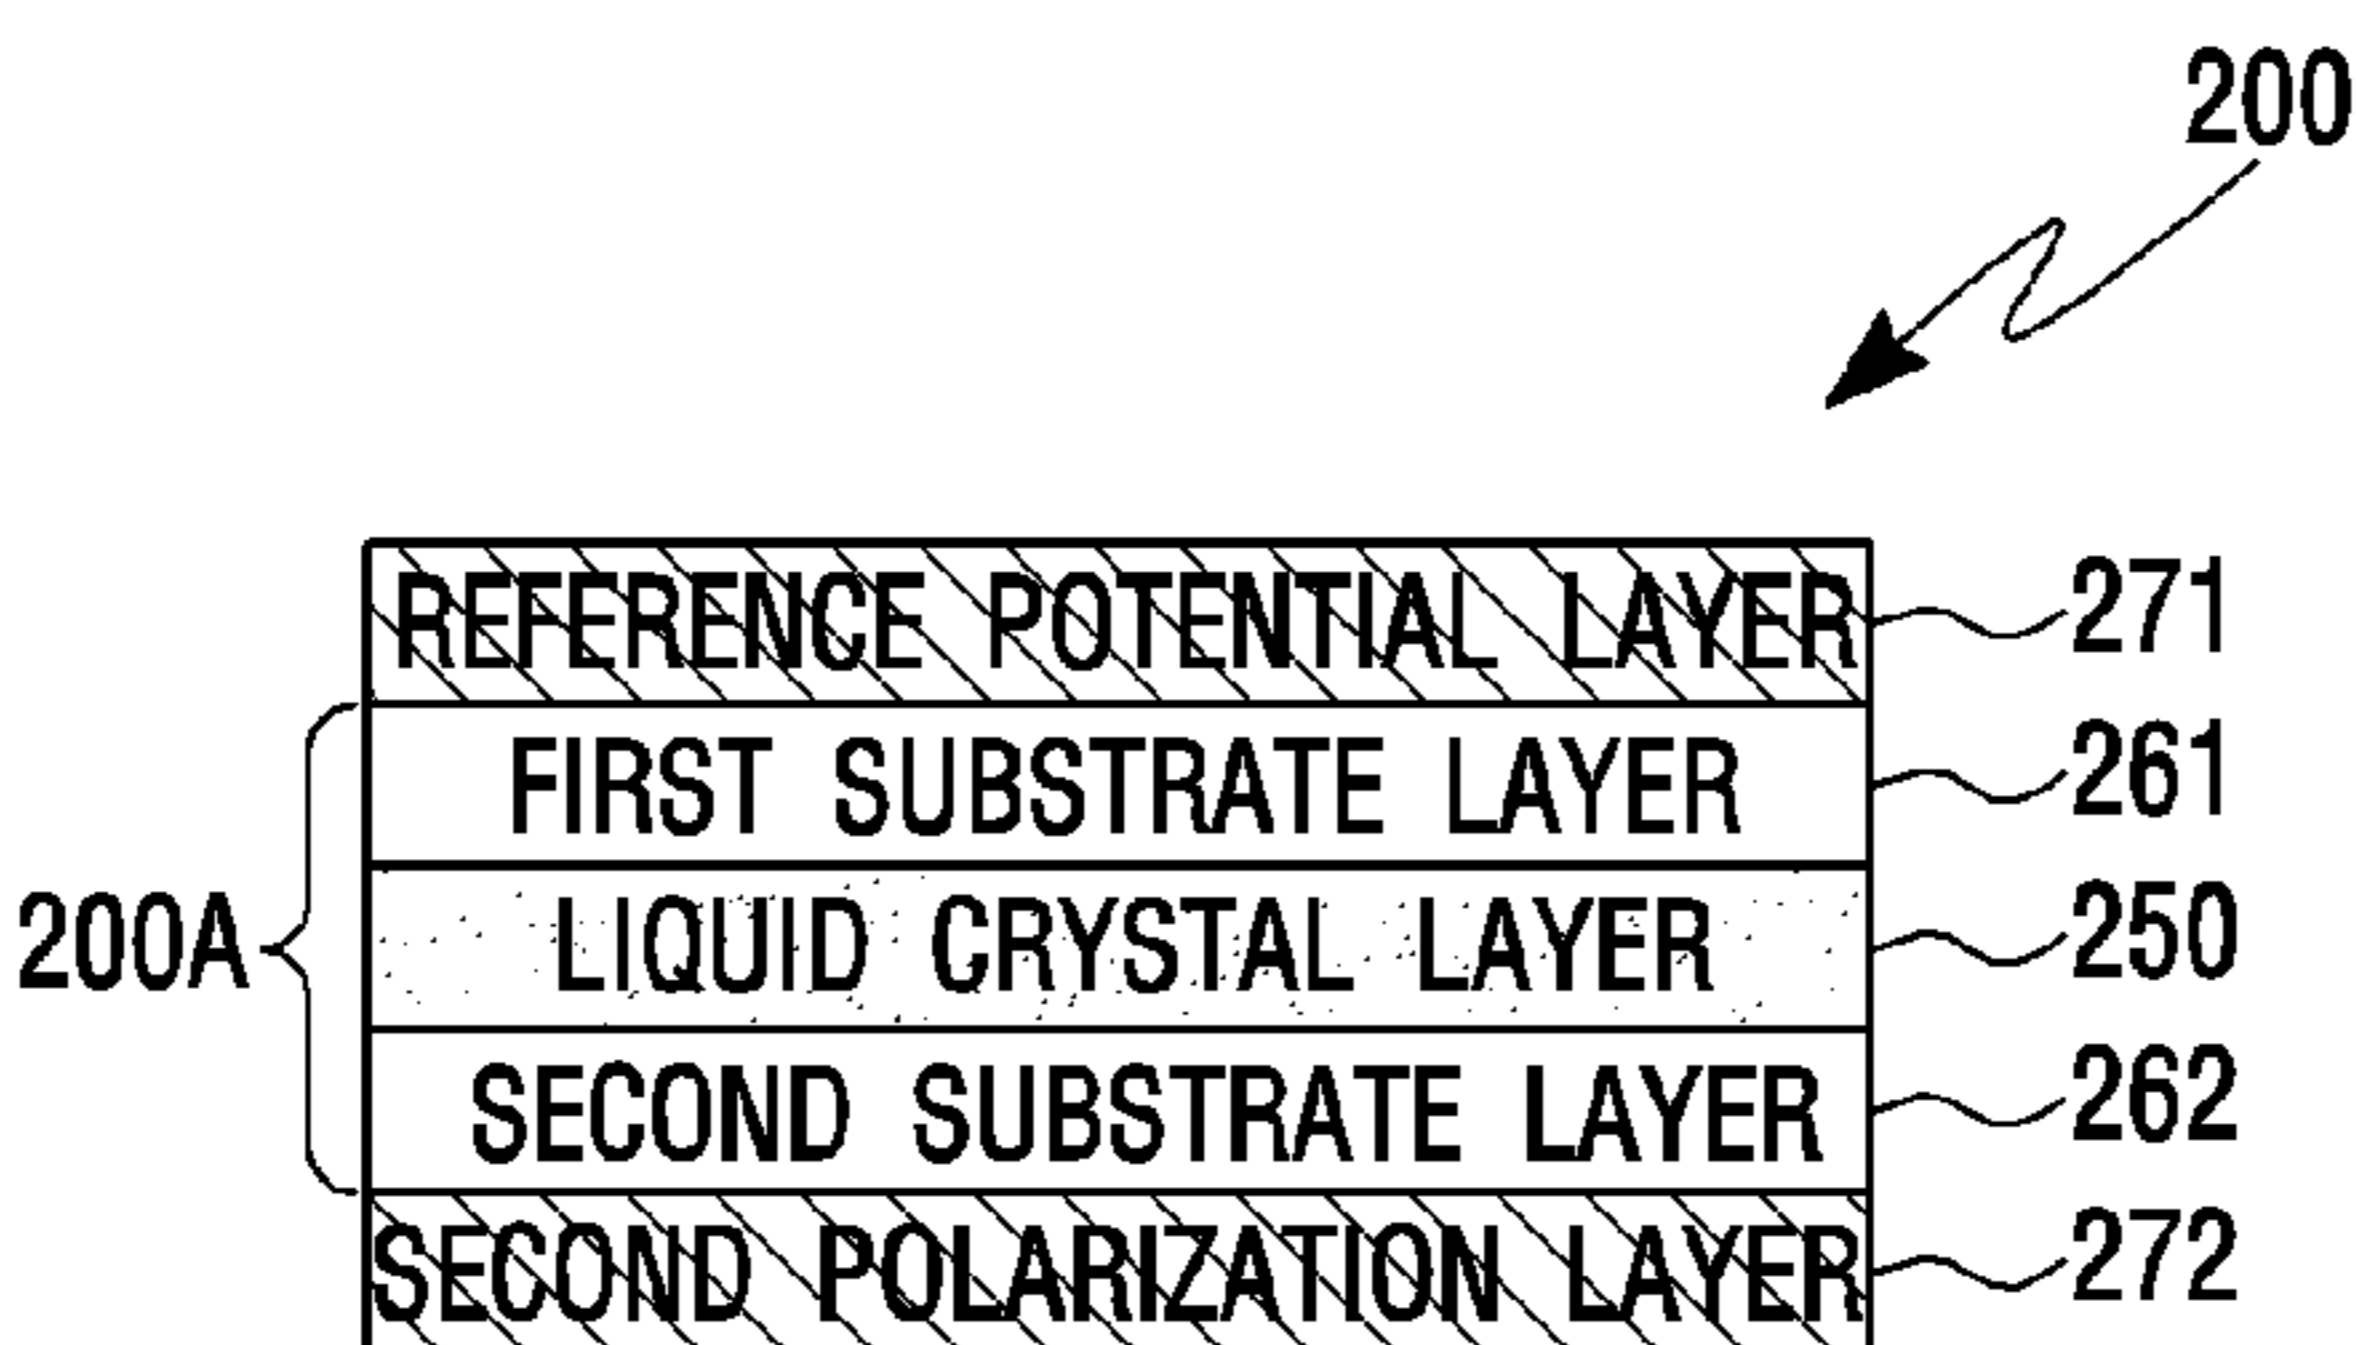 200
REFERENCE POTENTIAL LAYER 271
FIRST SUBSTRATE LAYER 261
200A LIQUID CRYSTAL LAYER 250
SECOND SUBSTRATE LAYER 262
SECOND POLARIZATION LAYER 272